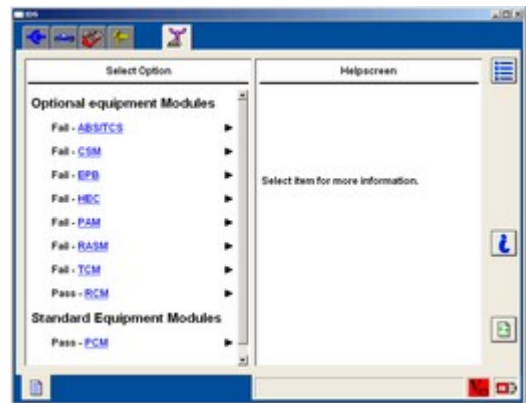 IDS
Select Option
Helpscreen
Optional equipment Modules
Fail - ABS/TCS
Fail - CSM
Fail - EPB
Fail - HEC
Fail - PAM
Fail - RASM
Fail - TCM
Pass - RCM
Standard Equipment Modules
Pass - PCM
Select item for more information.